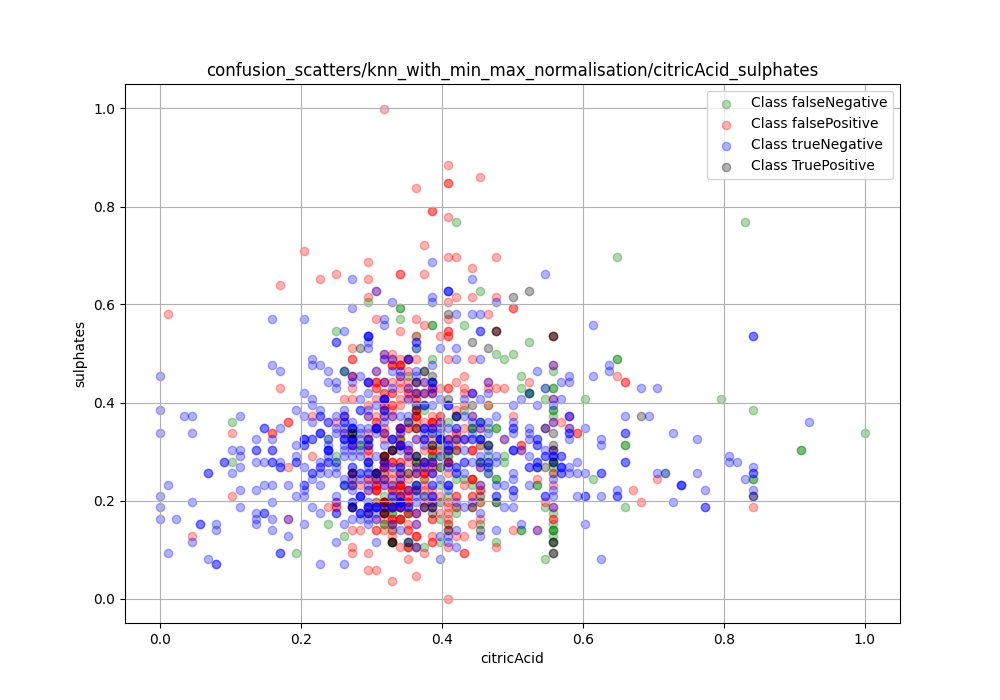 confusion_scatters/knn_with_min_max_normalisation/citricAcid_sulphates
Class falseNegative
Class falsePositive
Class trueNegative
Class TruePositive
1.0
0.8
0.6
0.4
0.2
0.0
sulphates
0.0 0.2 0.4 0.6 0.8 1.0
citricAcid